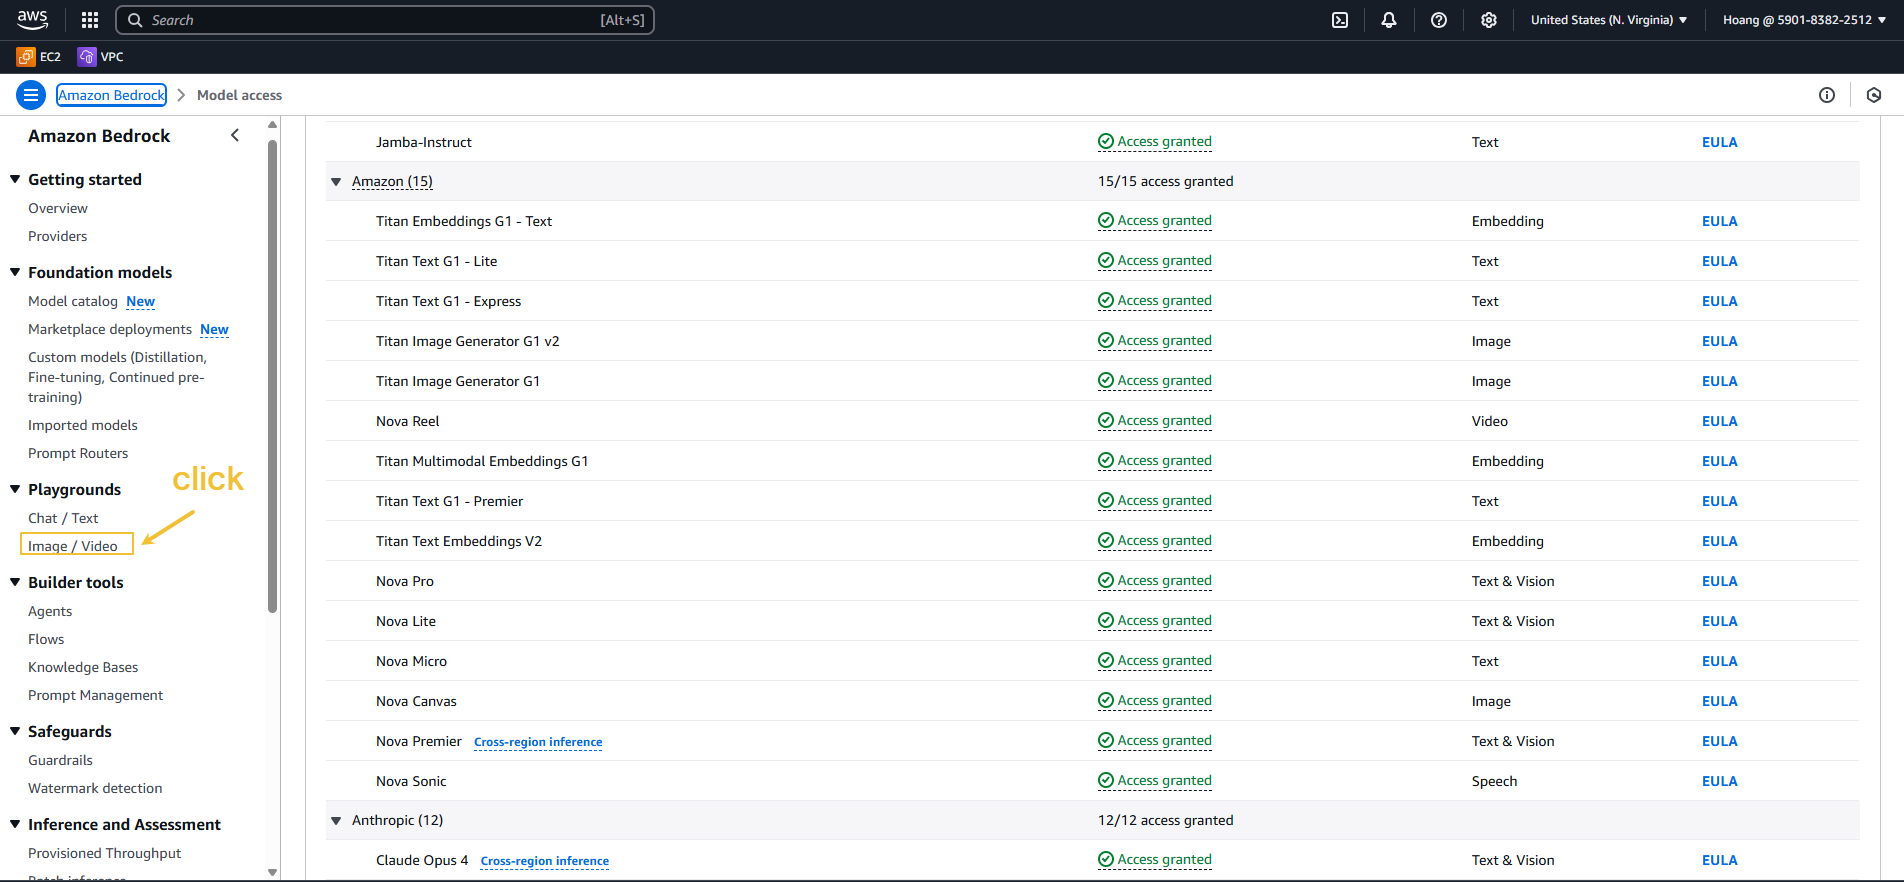 aws
Search [Alt+S]
United States (N. Virginia)
Hoang @ 5901-8382-2512
EC2
VPC
Amazon Bedrock
Model access
Amazon Bedrock
Getting started
Overview
Providers
Foundation models
Model catalog New
Marketplace deployments New
Custom models (Distillation,
Fine-tuning, Continued pre-
training)
Imported models
Prompt Routers
click
Playgrounds
Chat / Text
Image / Video
Builder tools
Agents
Flows
Knowledge Bases
Prompt Management
Safeguards
Guardrails
Watermark detection
Inference and Assessment
Provisioned Throughput
Batch inference
Jamba-Instruct Access granted Text EULA
Amazon (15) 15/15 access granted
Titan Embeddings G1 - Text Access granted Embedding EULA
Titan Text G1 - Lite Access granted Text EULA
Titan Text G1 - Express Access granted Text EULA
Titan Image Generator G1 v2 Access granted Image EULA
Titan Image Generator G1 Access granted Image EULA
Nova Reel Access granted Video EULA
Titan Multimodal Embeddings G1 Access granted Embedding EULA
Titan Text G1 - Premier Access granted Text EULA
Titan Text Embeddings V2 Access granted Embedding EULA
Nova Pro Access granted Text & Vision EULA
Nova Lite Access granted Text & Vision EULA
Nova Micro Access granted Text EULA
Nova Canvas Access granted Image EULA
Nova Premier Cross-region inference Access granted Text & Vision EULA
Nova Sonic Access granted Speech EULA
Anthropic (12) 12/12 access granted
Claude Opus 4 Cross-region inference Access granted Text & Vision EULA